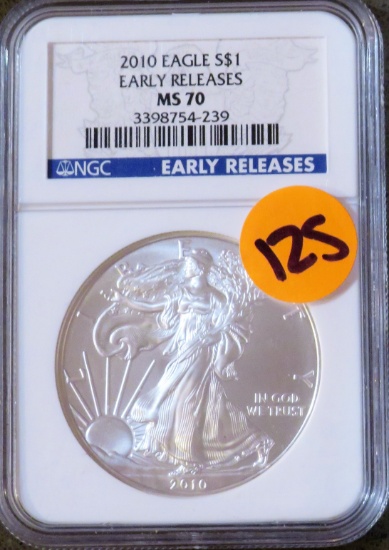 2010 EAGLE S$1
EARLY RELEASES
MS 70
3398754-239
NGC EARLY RELEASES
125
LIBERTY
IN GOD
WE TRUST
2010